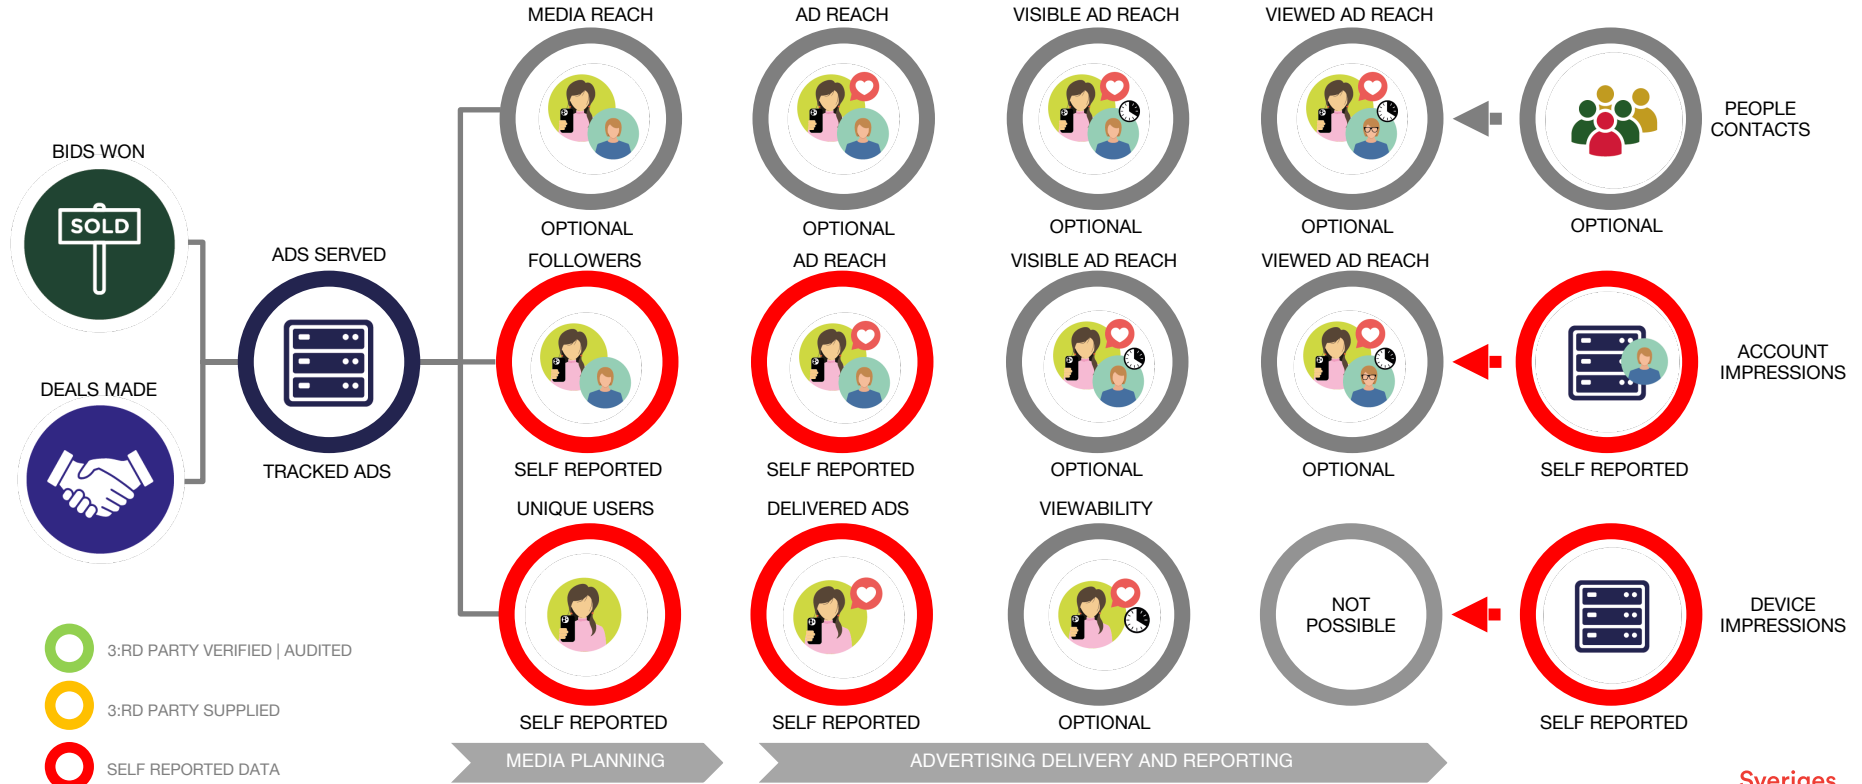 MEDIA REACH
AD REACH
VISIBLE AD REACH
VIEWED AD REACH
PEOPLE
CONTACTS
OPTIONAL
OPTIONAL
OPTIONAL
OPTIONAL
OPTIONAL
BIDS WON
SOLD
DEALS MADE
ADS SERVED
TRACKED ADS
FOLLOWERS
AD REACH
VISIBLE AD REACH
VIEWED AD REACH
ACCOUNT
IMPRESSIONS
SELF REPORTED
SELF REPORTED
OPTIONAL
OPTIONAL
SELF REPORTED
UNIQUE USERS
DELIVERED ADS
VIEWABILITY
NOT
POSSIBLE
DEVICE
IMPRESSIONS
SELF REPORTED
SELF REPORTED
OPTIONAL
SELF REPORTED
3:RD PARTY VERIFIED | AUDITED
3:RD PARTY SUPPLIED
SELF REPORTED DATA
MEDIA PLANNING
ADVERTISING DELIVERY AND REPORTING
Sveriges